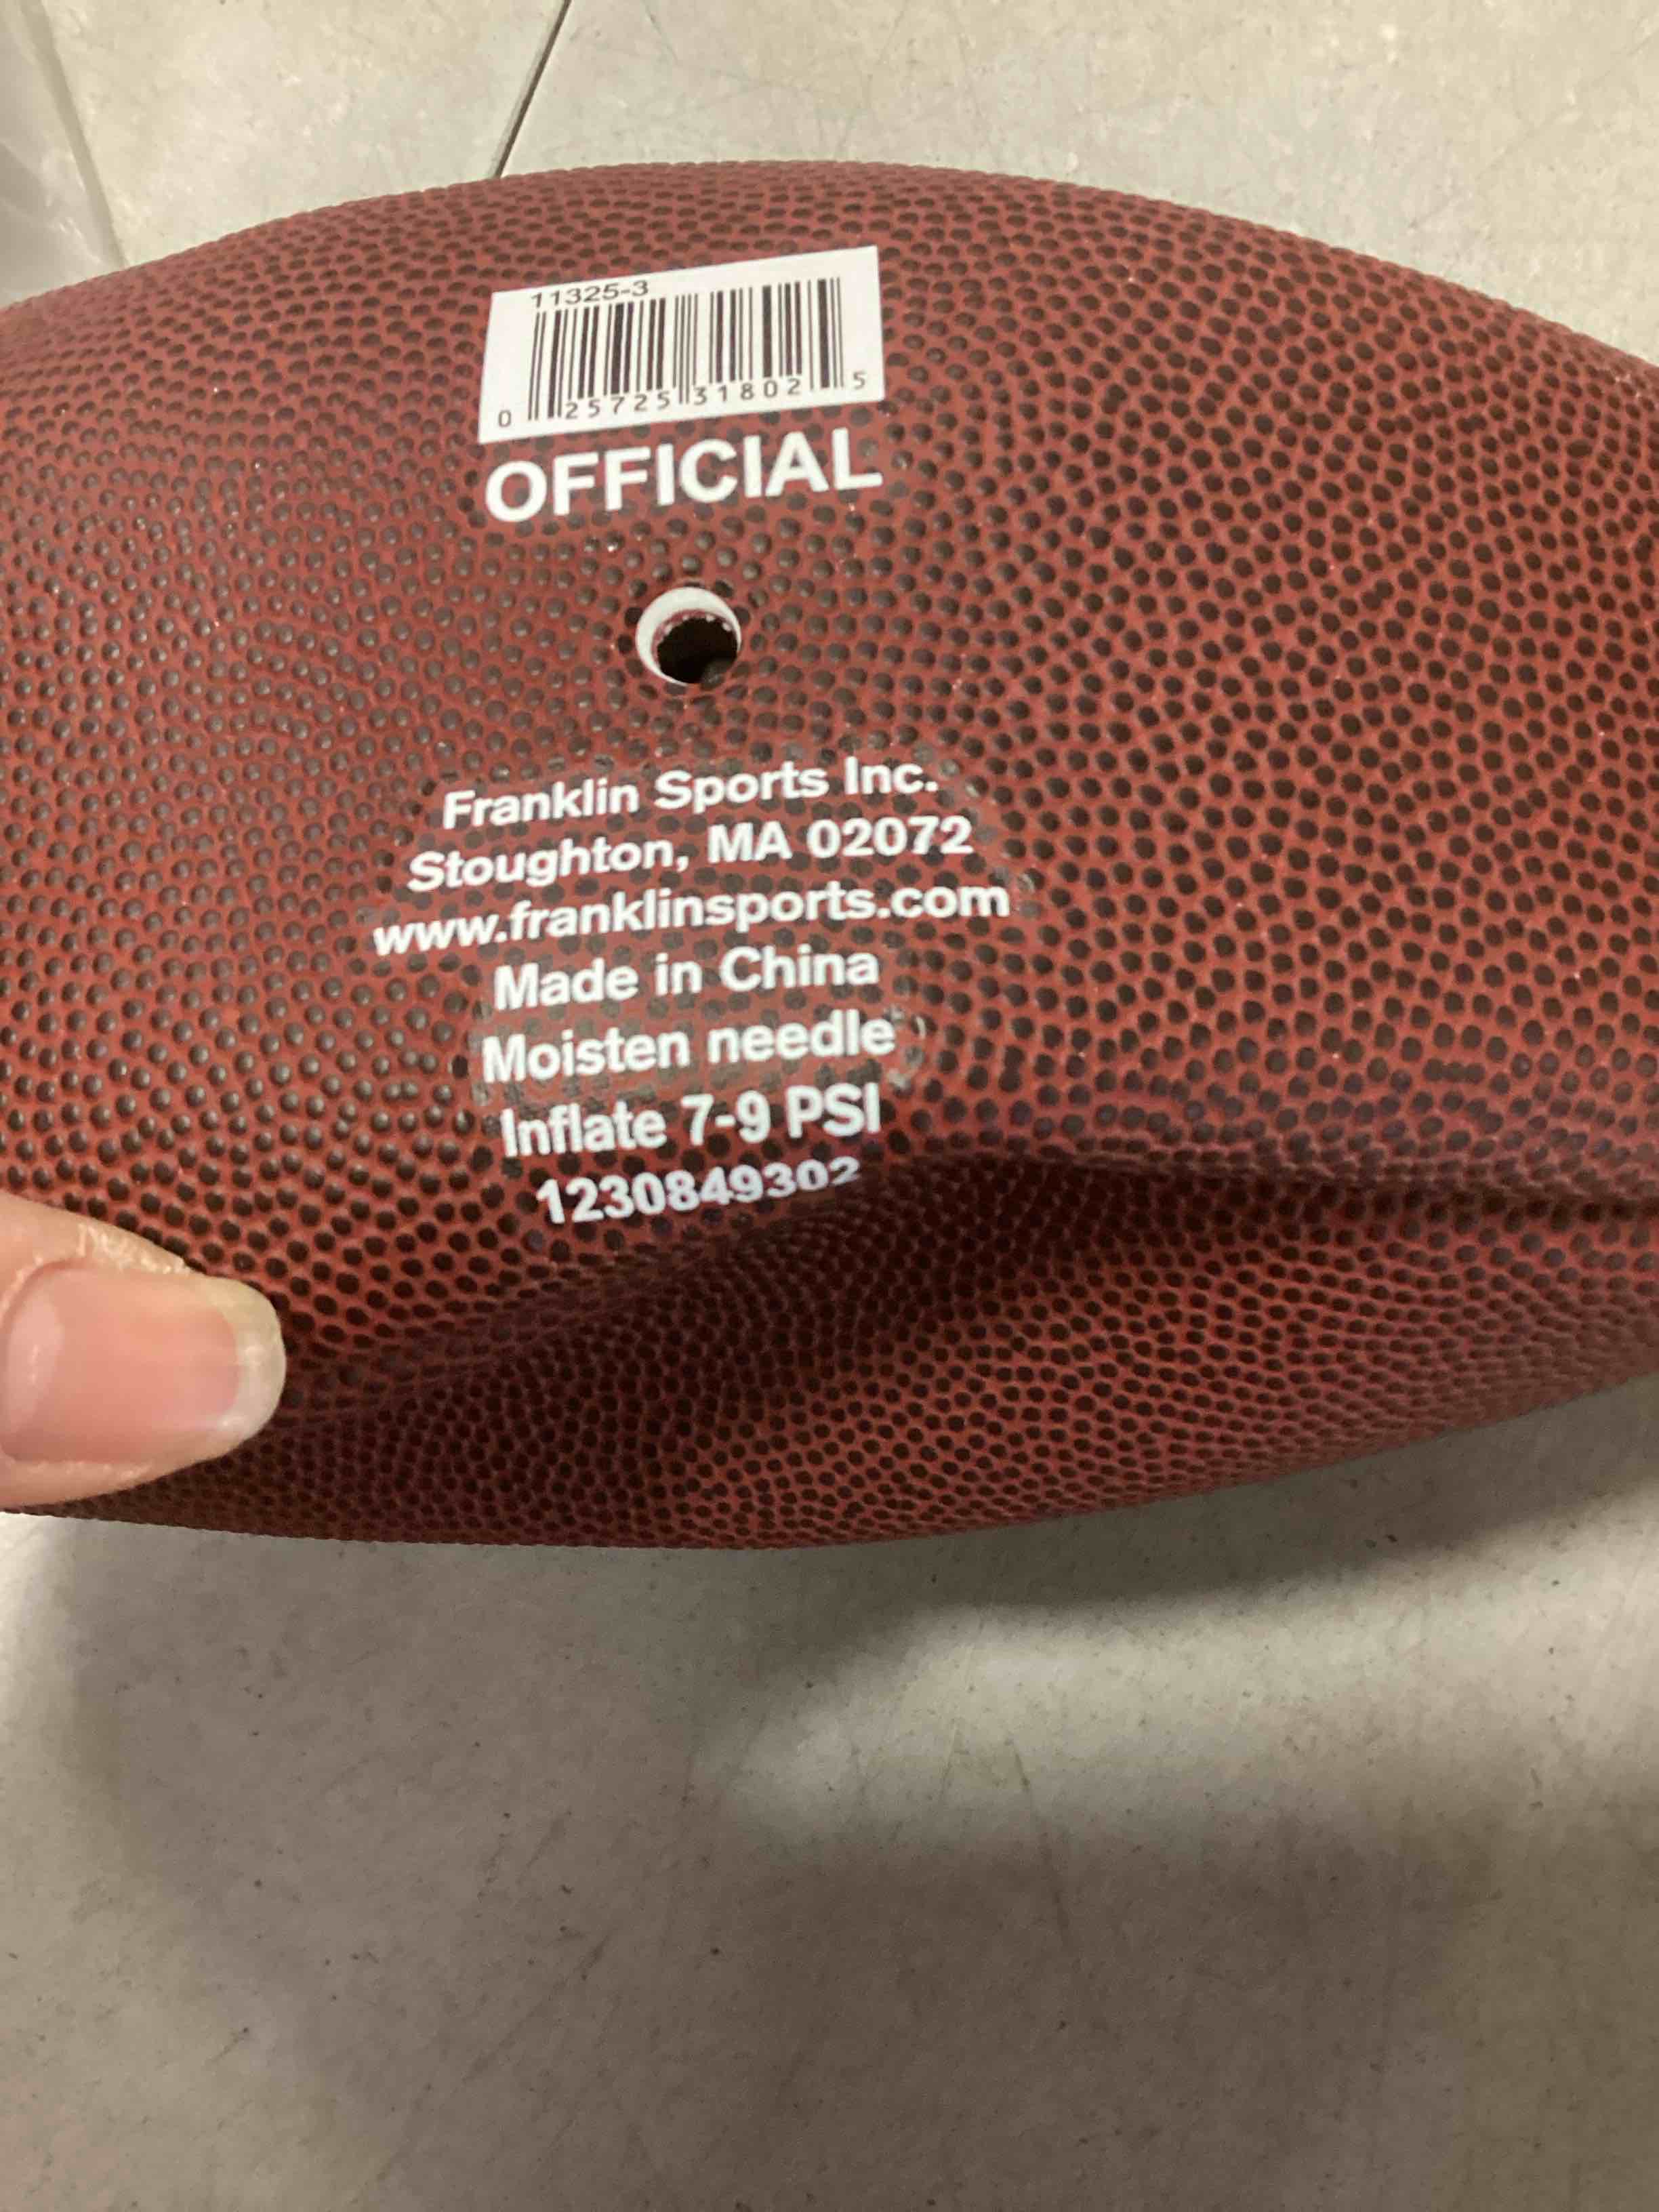 11325-3
0 25725 31802 5
OFFICIAL
Franklin Sports Inc.
Stoughton, MA 02072
www.franklinsports.com
Made in China
Moisten needle
Inflate 7-9 PSI
1230849302